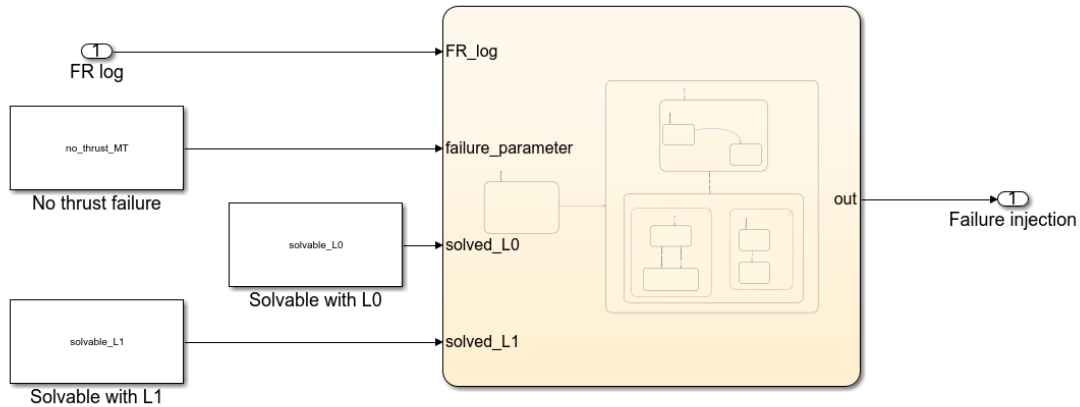 1
FR log
FR_log
no_thrust_MT
No thrust failure
failure_parameter
solvable_L0
Solvable with L0
solved_L0
solvable_L1
Solvable with L1
solved_L1
out
1
Failure injection